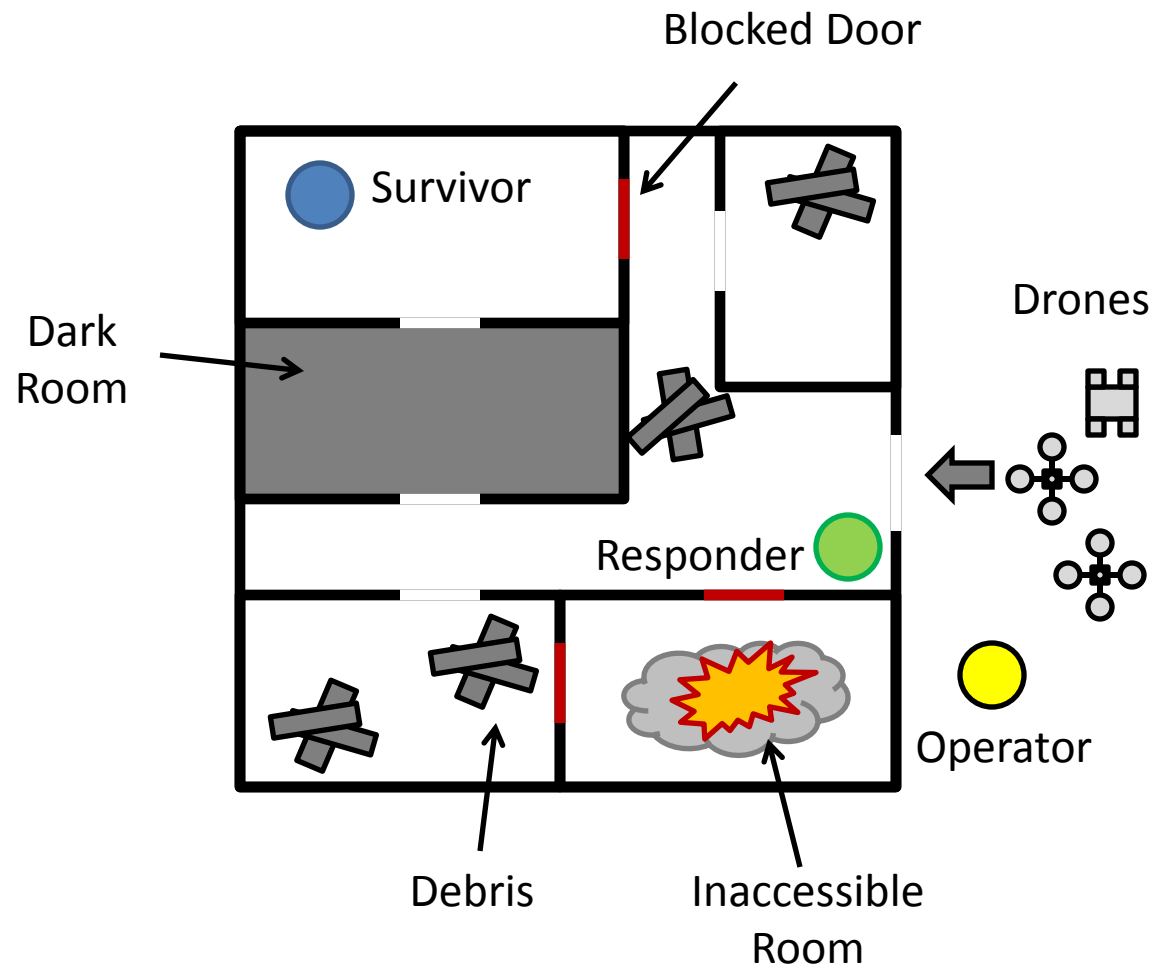 Blocked Door
Survivor
Drones
Dark
Room
Responder
Operator
Debris
Inaccessible
Room